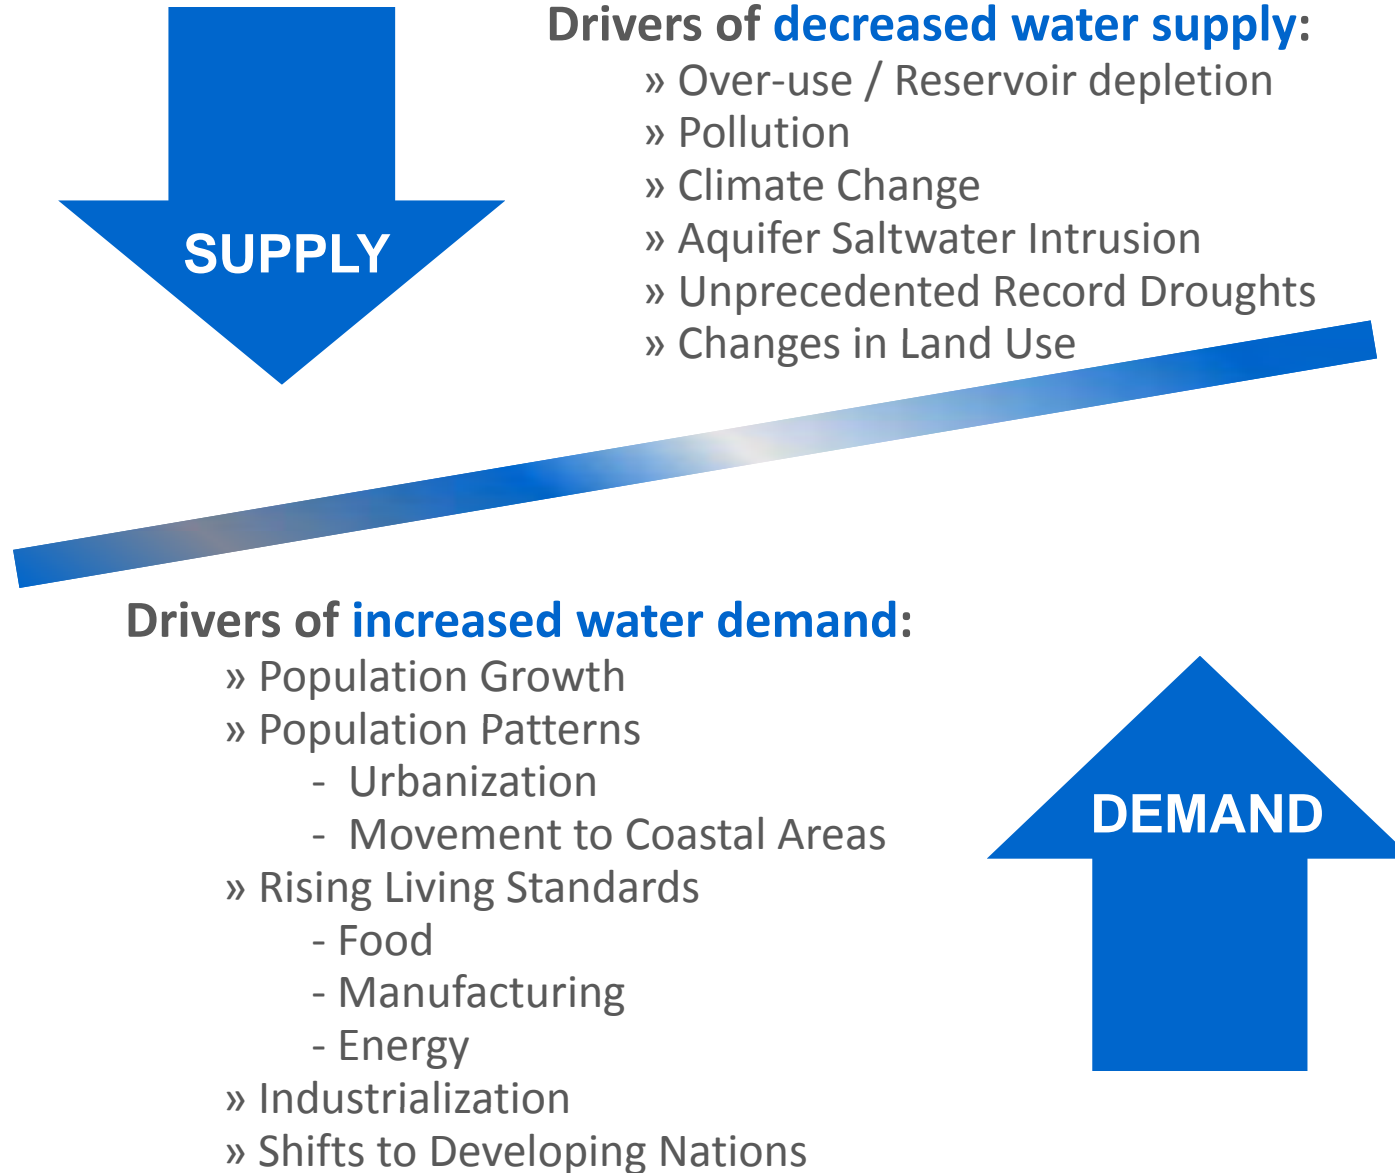 Drivers of decreased water supply:
» Over-use / Reservoir depletion
» Pollution
» Climate Change
» Aquifer Saltwater Intrusion
» Unprecedented Record Droughts
» Changes in Land Use
SUPPLY
Drivers of increased water demand:
» Population Growth
» Population Patterns
- Urbanization
- Movement to Coastal Areas
» Rising Living Standards
- Food
- Manufacturing
- Energy
» Industrialization
» Shifts to Developing Nations
DEMAND